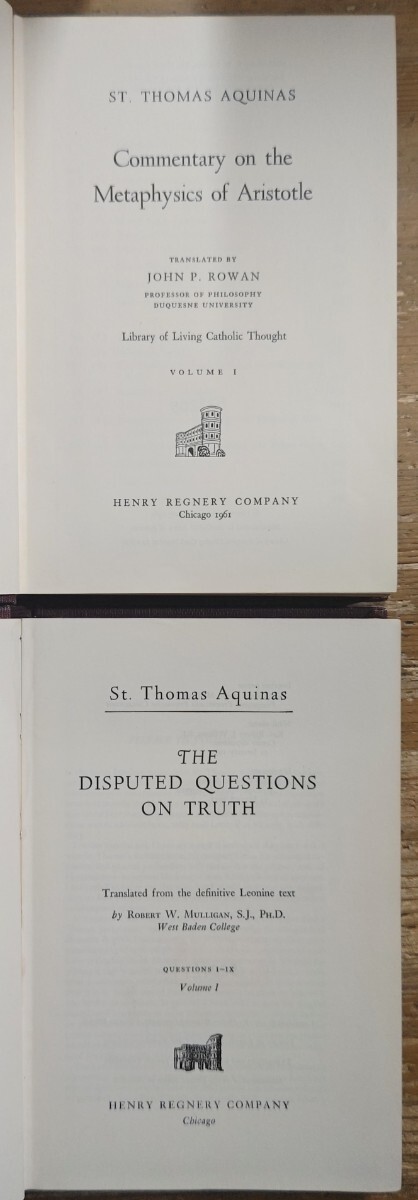 ST. THOMAS AQUINAS
Commentary on the
Metaphysics of Aristotle
TRANSLATED BY
JOHN P. ROWAN
PROFESSOR OF PHILOSOPHY
DUQUESNE UNIVERSITY
Library of Living Catholic Thought
VOLUME I
HENRY REGNERY COMPANY
Chicago 1961
St. Thomas Aquinas
THE
DISPUTED QUESTIONS
ON TRUTH
Translated from the definitive Leonine text
by ROBERT W. MULLIGAN, S.J., PH.D.
West Baden College
QUESTIONS I–IX
Volume I
HENRY REGNERY COMPANY
Chicago